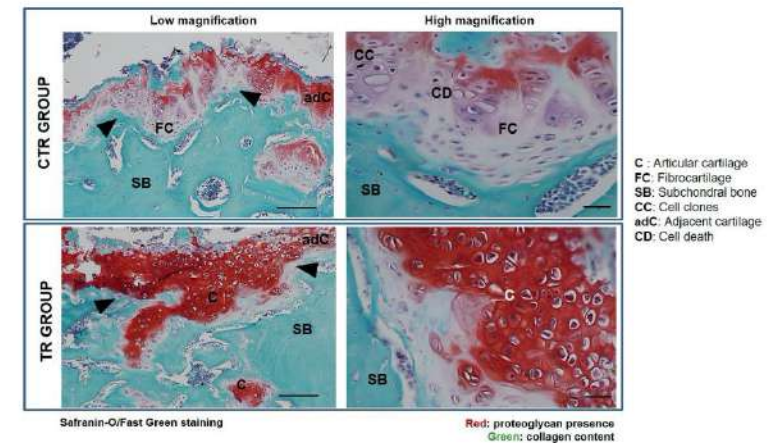 Low magnification
High magnification
CTR GROUP
adC
FC
SB
CC
CD
FC
SB
TR GROUP
adC
C
SB
C
C
SB
C : Articular cartilage
FC: Fibrocartilage
SB: Subchondral bone
CC: Cell clones
adC: Adjacent cartilage
CD: Cell death
Safranin-O/Fast Green staining
Red: proteoglycan presence
Green: collagen content